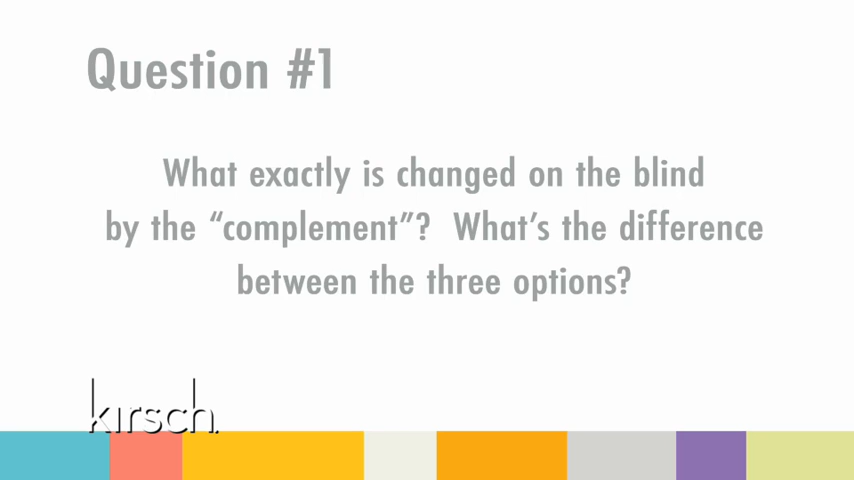 Question #1
What exactly is changed on the blind
by the “complement”?  What’s the difference
between the three options?
kirsch.